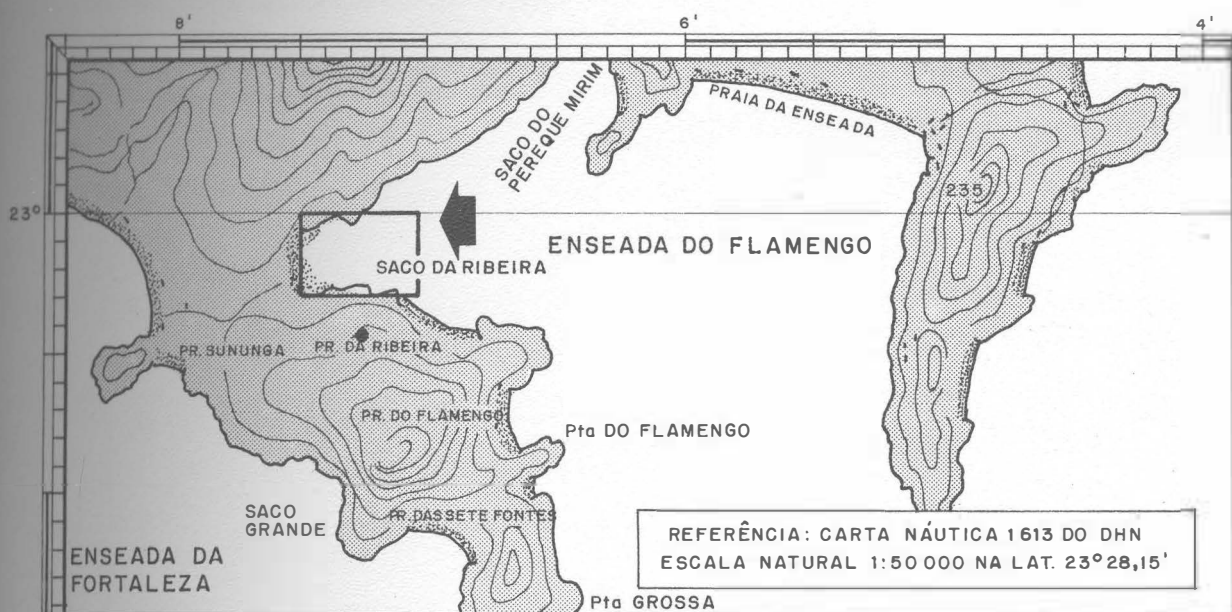 8' 6' 4'
SACO DO
PEREQUE MIRIM
PRAIA DA ENSEADA
235
23°
ENSEADA DO FLAMENGO
SACO DA RIBEIRA
PR. SUNUNGA
PR. DA RIBEIRA
PR. DO FLAMENGO
Pta DO FLAMENGO
SACO
GRANDE
PR. DAS SETE FONTES
ENSEADA DA
FORTALEZA
REFERÊNCIA: CARTA NÁUTICA 1613 DO DHN
ESCALA NATURAL 1:50 000 NA LAT. 23° 28,15'
Pta GROSSA